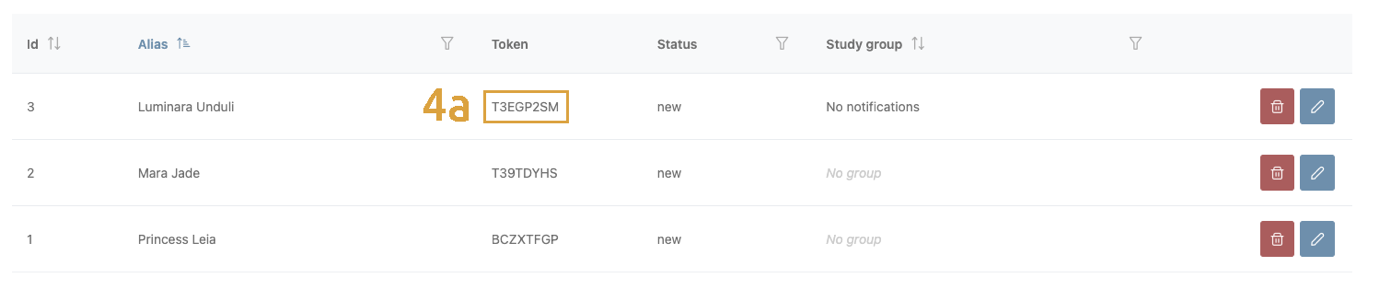 Id Alias Token Status Study group
3 Luminara Unduli 4a T3EGP2SM new No notifications
2 Mara Jade T39TDYHS new No group
1 Princess Leia BCZXTFGP new No group